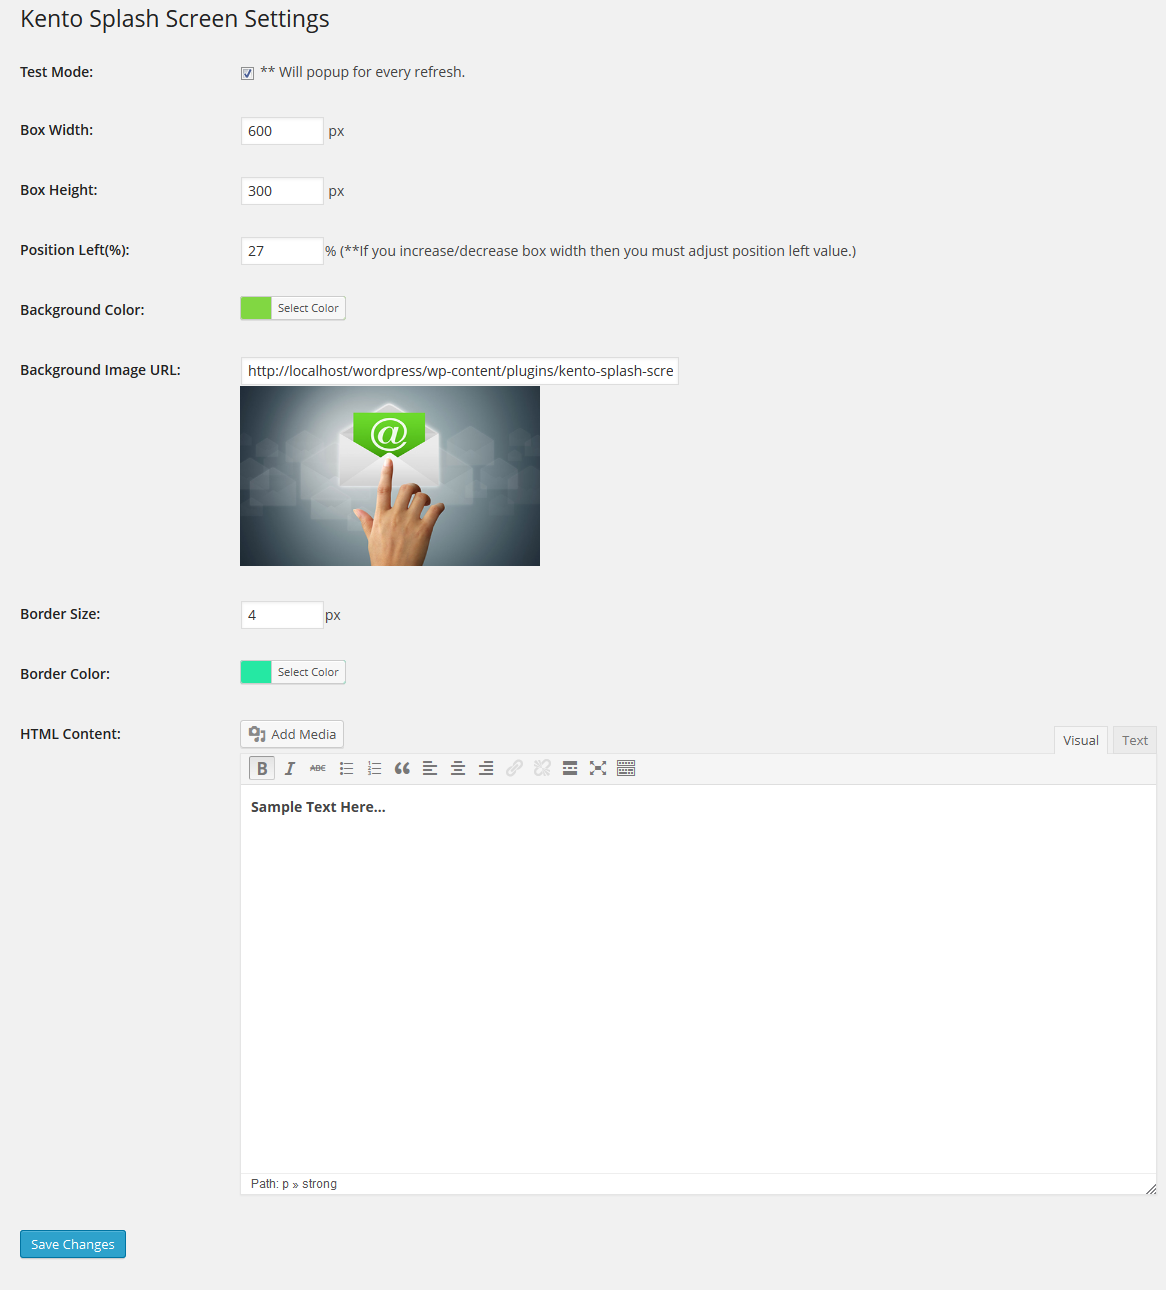 Kento Splash Screen Settings
Test Mode: ** Will popup for every refresh.
Box Width: 600 px
Box Height: 300 px
Position Left(%): 27 % (**If you increase/decrease box width then you must adjust position left value.)
Background Color: Select Color
Background Image URL: http://localhost/wordpress/wp-content/plugins/kento-splash-scre
@
Border Size: 4 px
Border Color: Select Color
HTML Content: Add Media Visual Text
B I ABC
Sample Text Here...
Path: p » strong
Save Changes